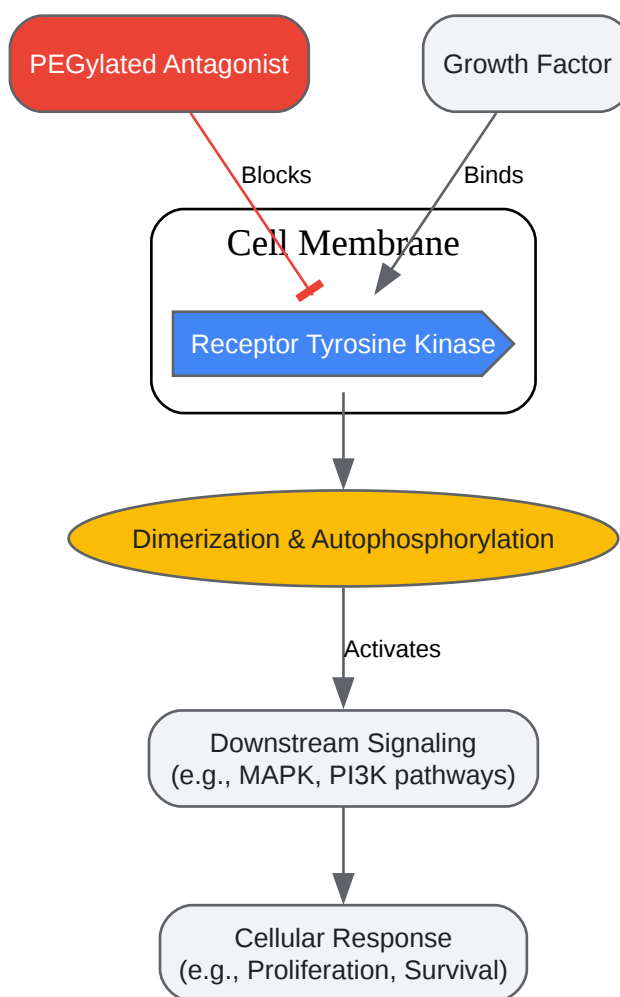 PEGylated Antagonist
Growth Factor
Blocks
Binds
Cell Membrane
Receptor Tyrosine Kinase
Dimerization & Autophosphorylation
Activates
Downstream Signaling
(e.g., MAPK, PI3K pathways)
Cellular Response
(e.g., Proliferation, Survival)